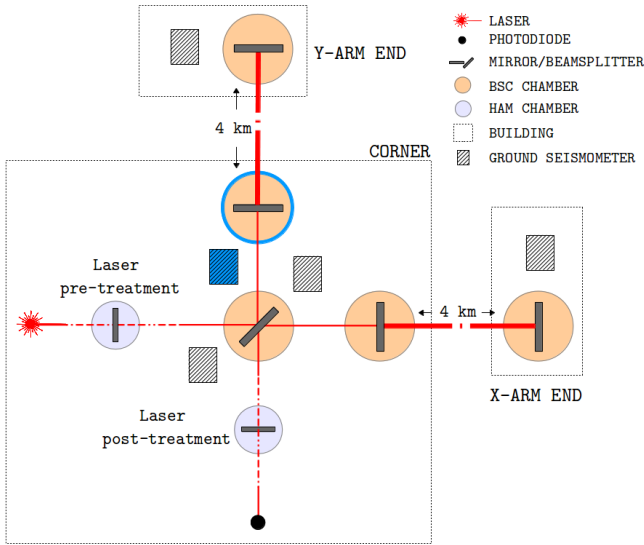 LASER
PHOTODIODE
MIRROR/BEAMSPLITTER
BSC CHAMBER
HAM CHAMBER
BUILDING
GROUND SEISMOMETER
Y-ARM END
4 km
CORNER
Laser
pre-treatment
4 km
X-ARM END
Laser
post-treatment